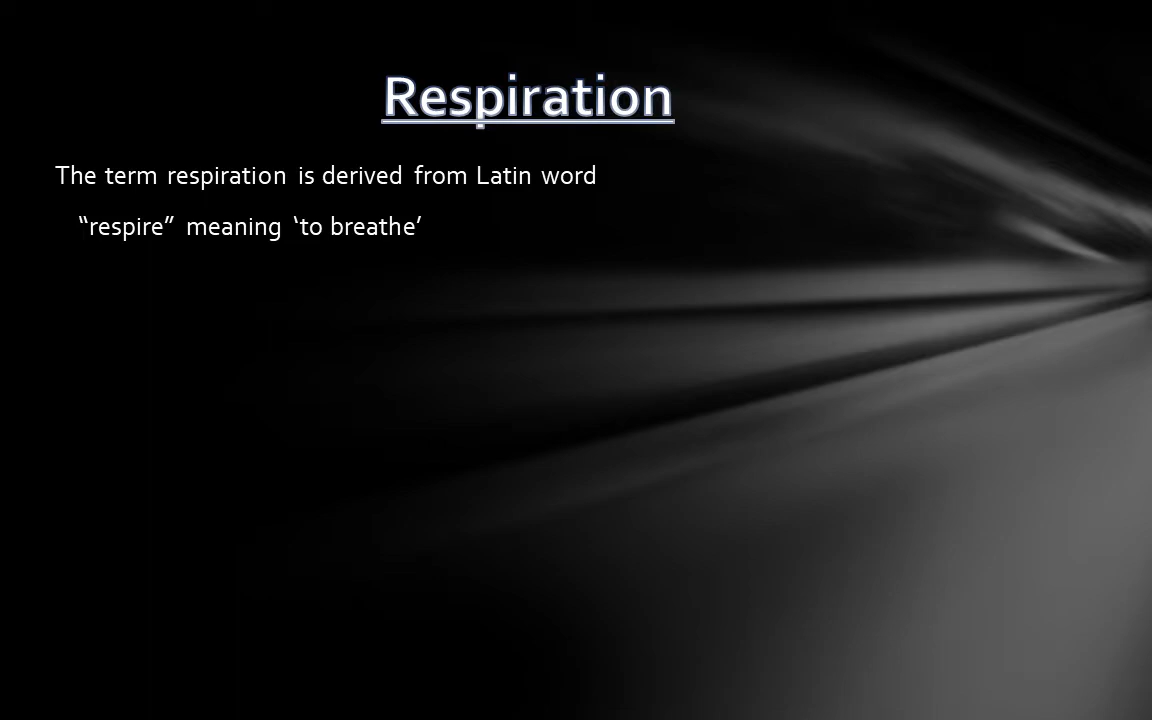 Respiration
The term respiration is derived from Latin word
“respire” meaning ‘to breathe’